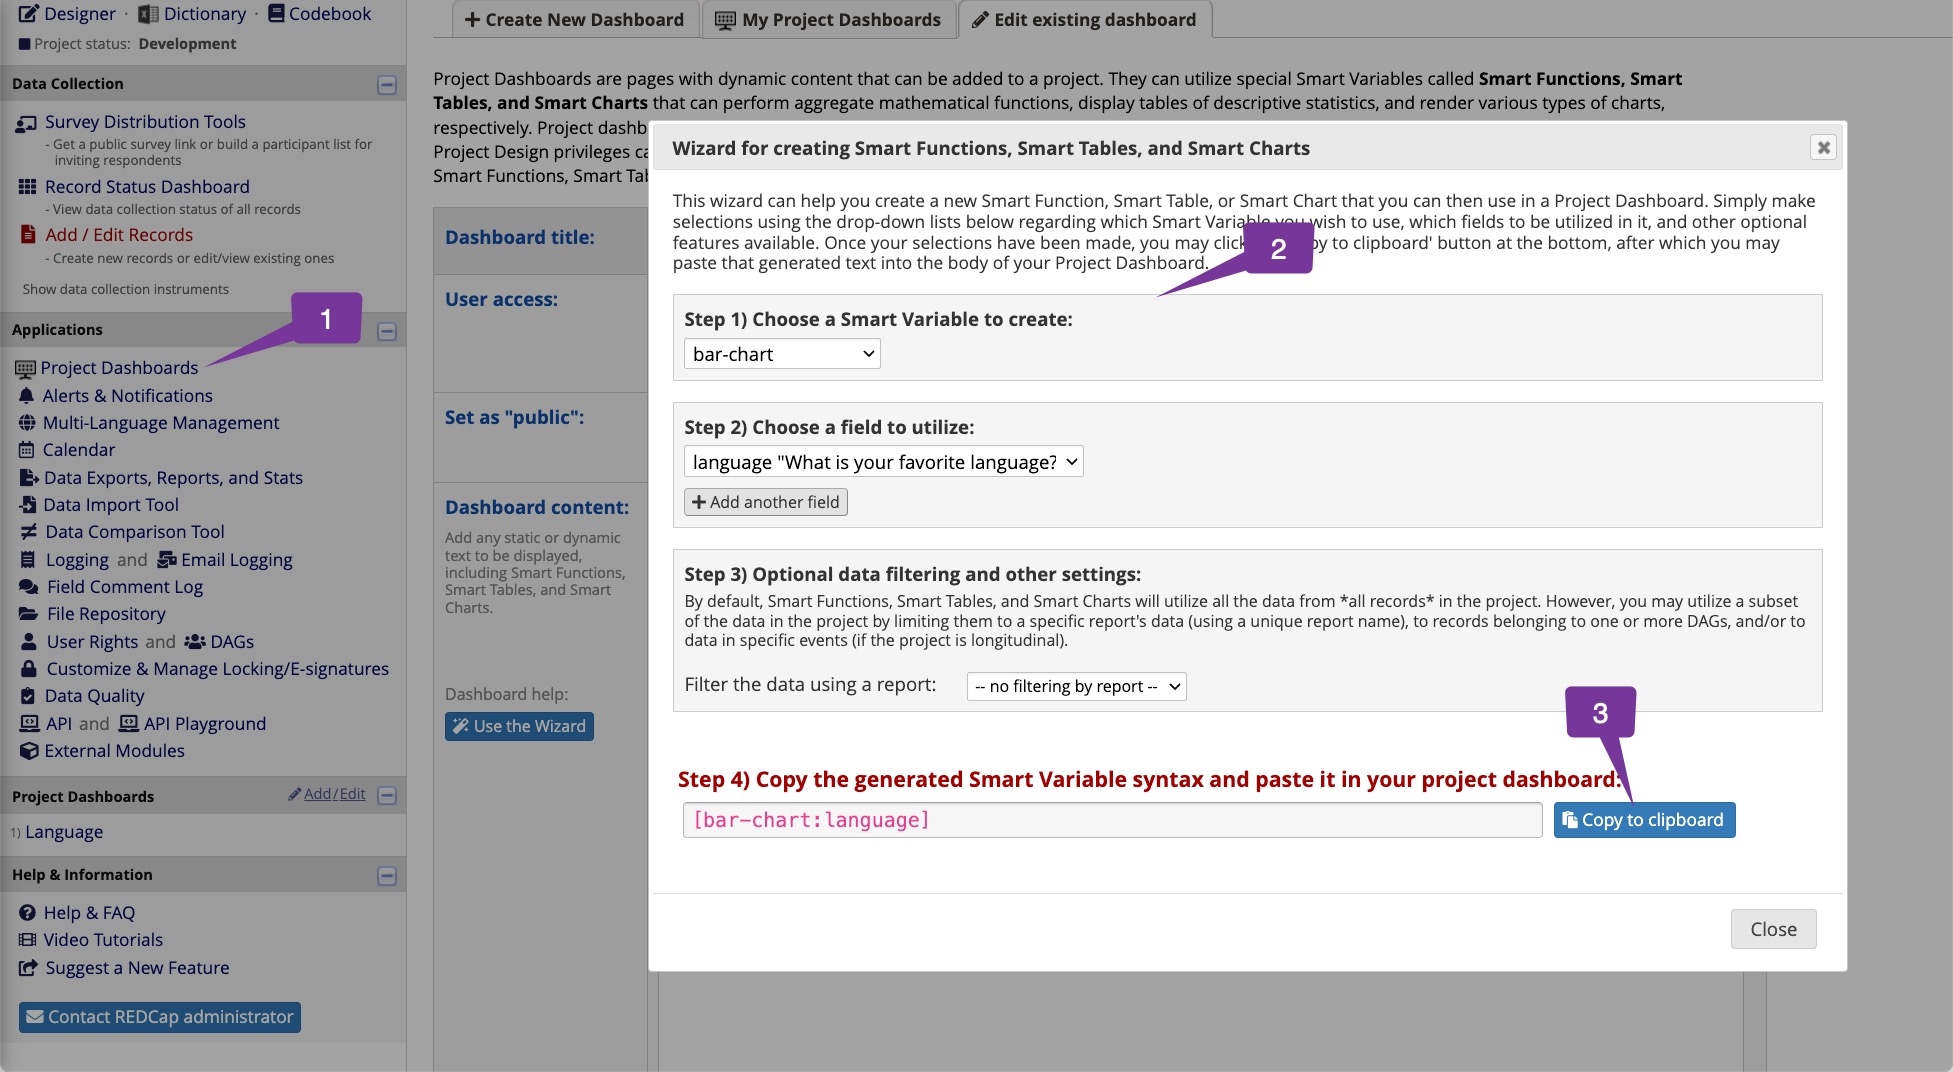 Designer · Dictionary · Codebook
Project status: Development
Data Collection
Survey Distribution Tools
- Get a public survey link or build a participant list for
inviting respondents
Record Status Dashboard
- View data collection status of all records
Add / Edit Records
- Create new records or edit/view existing ones
Show data collection instruments
Applications
1
Project Dashboards
Alerts & Notifications
Multi-Language Management
Calendar
Data Exports, Reports, and Stats
Data Import Tool
Data Comparison Tool
Logging and Email Logging
Field Comment Log
File Repository
User Rights and DAGs
Customize & Manage Locking/E-signatures
Data Quality
API and API Playground
External Modules
Project Dashboards
Add/Edit
1) Language
Help & Information
Help & FAQ
Video Tutorials
Suggest a New Feature
Contact REDCap administrator
Create New Dashboard
My Project Dashboards
Edit existing dashboard
Project Dashboards are pages with dynamic content that can be added to a project. They can utilize special Smart Variables called Smart Functions, Smart
Tables, and Smart Charts that can perform aggregate mathematical functions, display tables of descriptive statistics, and render various types of charts,
respectively. Project dashb
Project Design privileges
Smart Functions, Smart
Dashboard title:
User access:
Set as "public":
Dashboard content:
Add any static or dynamic
text to be displayed,
including Smart Functions,
Smart Tables, and Smart
Charts.
Dashboard help:
Use the Wizard
Wizard for creating Smart Functions, Smart Tables, and Smart Charts
This wizard can help you create a new Smart Function, Smart Table, or Smart Chart that you can then use in a Project Dashboard. Simply make
selections using the drop-down lists below regarding which Smart Variable you wish to use, which fields to be utilized in it, and other optional
features available. Once your selections have been made, you may click py to clipboard' button at the bottom, after which you may
paste that generated text into the body of your Project Dashboard.
2
Step 1) Choose a Smart Variable to create:
bar-chart
Step 2) Choose a field to utilize:
language "What is your favorite language?
Add another field
Step 3) Optional data filtering and other settings:
By default, Smart Functions, Smart Tables, and Smart Charts will utilize all the data from *all records* in the project. However, you may utilize a subset
of the data in the project by limiting them to a specific report's data (using a unique report name), to records belonging to one or more DAGs, and/or to
data in specific events (if the project is longitudinal).
Filter the data using a report: -- no filtering by report --
3
Step 4) Copy the generated Smart Variable syntax and paste it in your project dashboard:
[bar-chart:language]
Copy to clipboard
Close